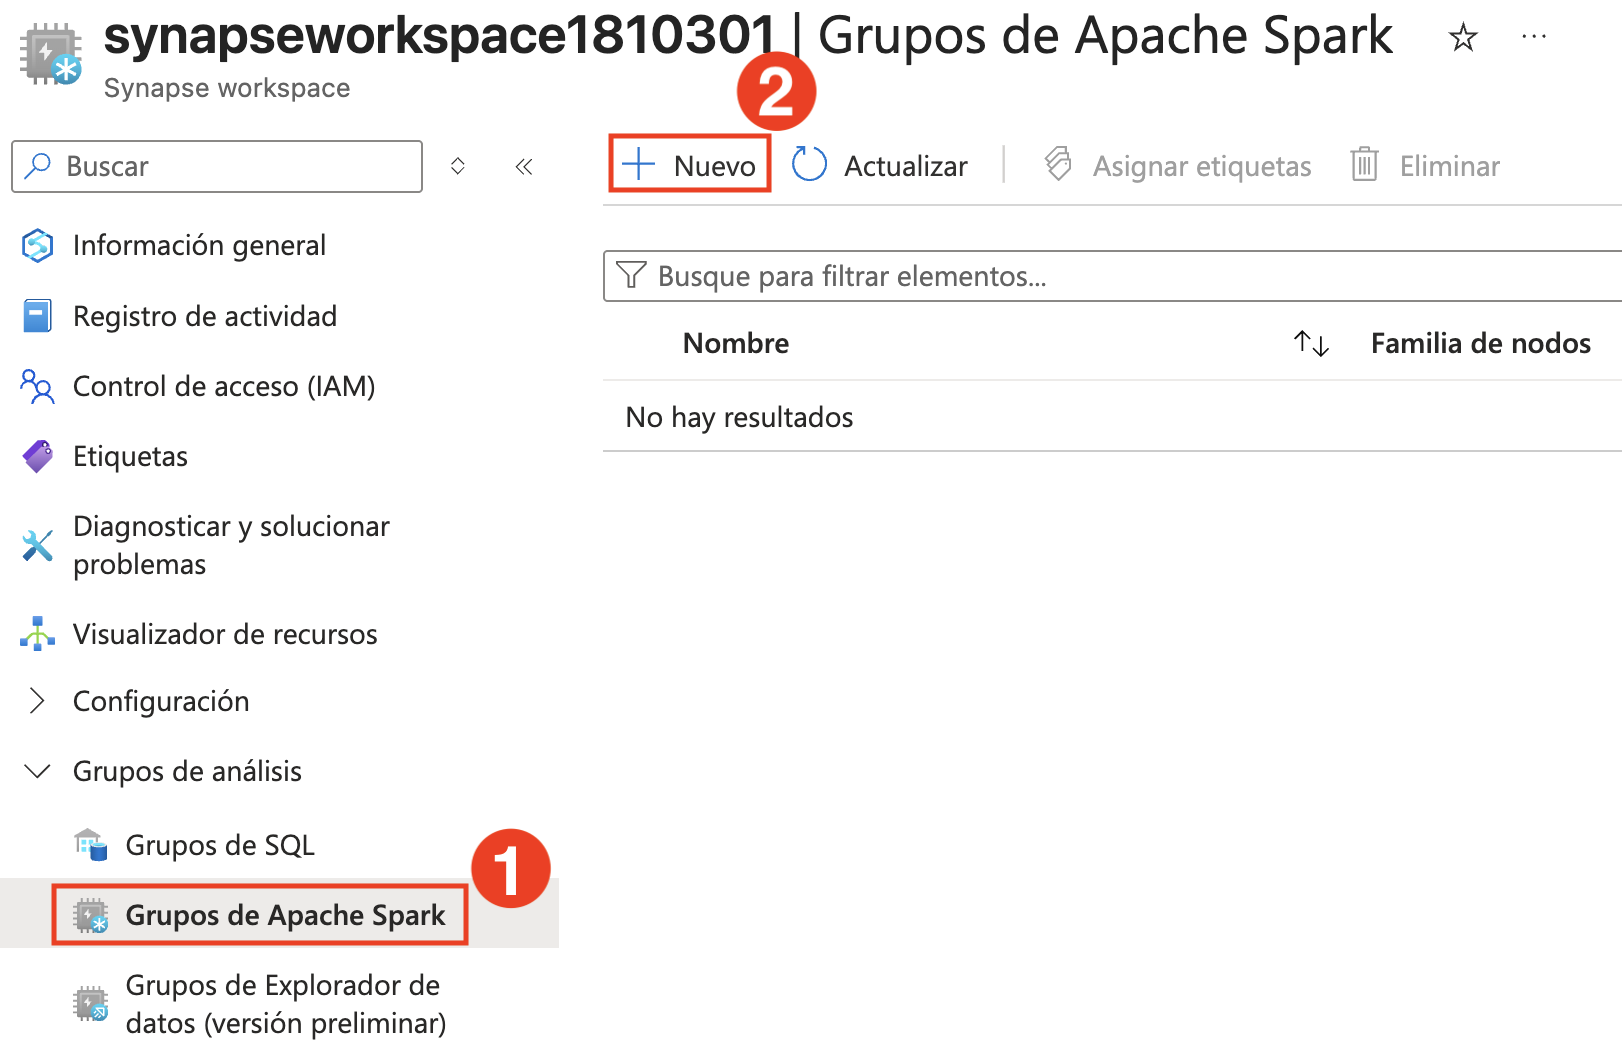 synapseworkspace1810301 | Grupos de Apache Spark
Synapse workspace
2
Buscar
Nuevo
Actualizar
Asignar etiquetas
Eliminar
Información general
Registro de actividad
Control de acceso (IAM)
Etiquetas
Diagnosticar y solucionar
problemas
Visualizador de recursos
Configuración
Grupos de análisis
Grupos de SQL
1
Grupos de Apache Spark
Grupos de Explorador de
datos (versión preliminar)
Busque para filtrar elementos...
Nombre
Familia de nodos
No hay resultados